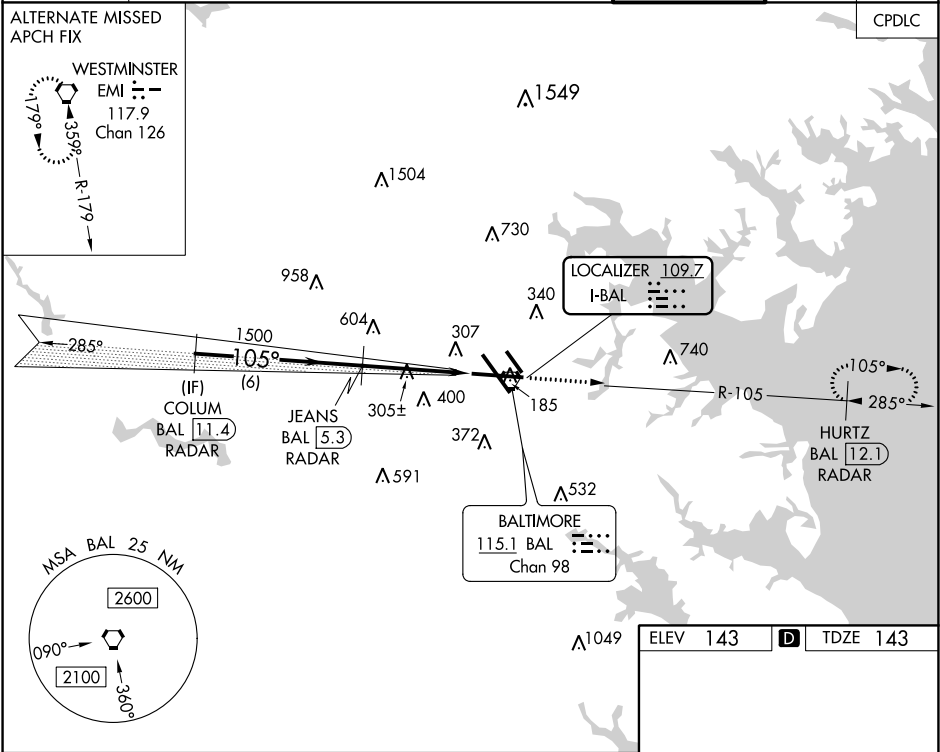 ALTERNATE MISSED
APCH FIX
WESTMINSTER
EMI
117.9
Chan 126
179°
359°
R-179
CPDLC
1549
1504
730
958
604
307
340
LOCALIZER 109.7
I-BAL
740
285°
1500
105°
(6)
(IF)
COLUM
BAL 11.4
RADAR
JEANS
BAL 5.3
RADAR
305±
400
185
372
591
532
R-105
105°
285°
HURTZ
BAL 12.1
RADAR
BALTIMORE
115.1 BAL
Chan 98
MSA BAL 25 NM
2600
090°
2100
360°
1049
ELEV 143 D TDZE 143